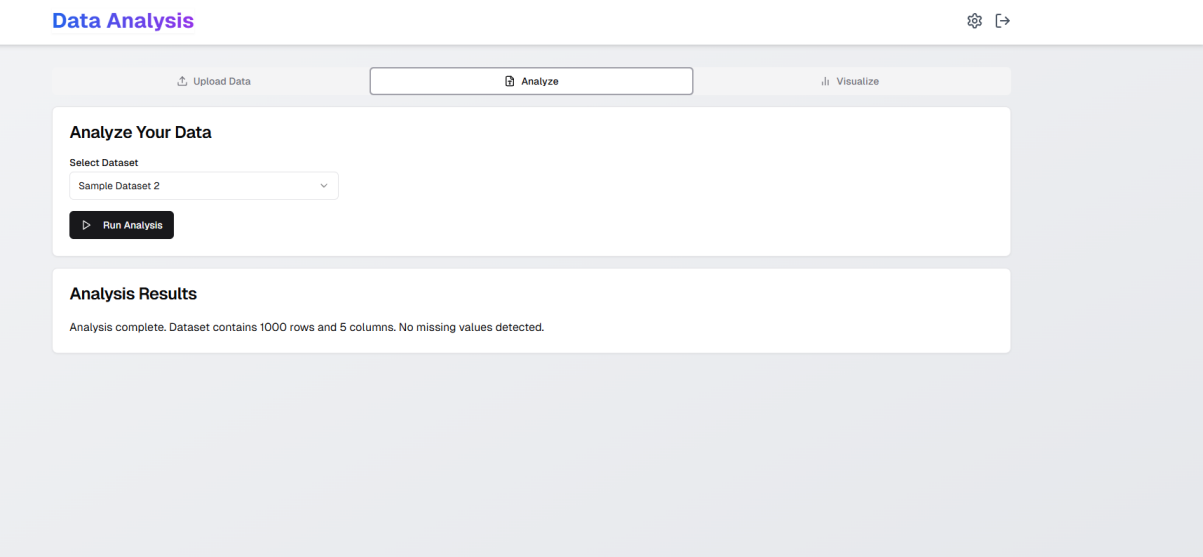 Data Analysis
Upload Data
Analyze
Visualize
Analyze Your Data
Select Dataset
Sample Dataset 2
Run Analysis
Analysis Results
Analysis complete. Dataset contains 1000 rows and 5 columns. No missing values detected.